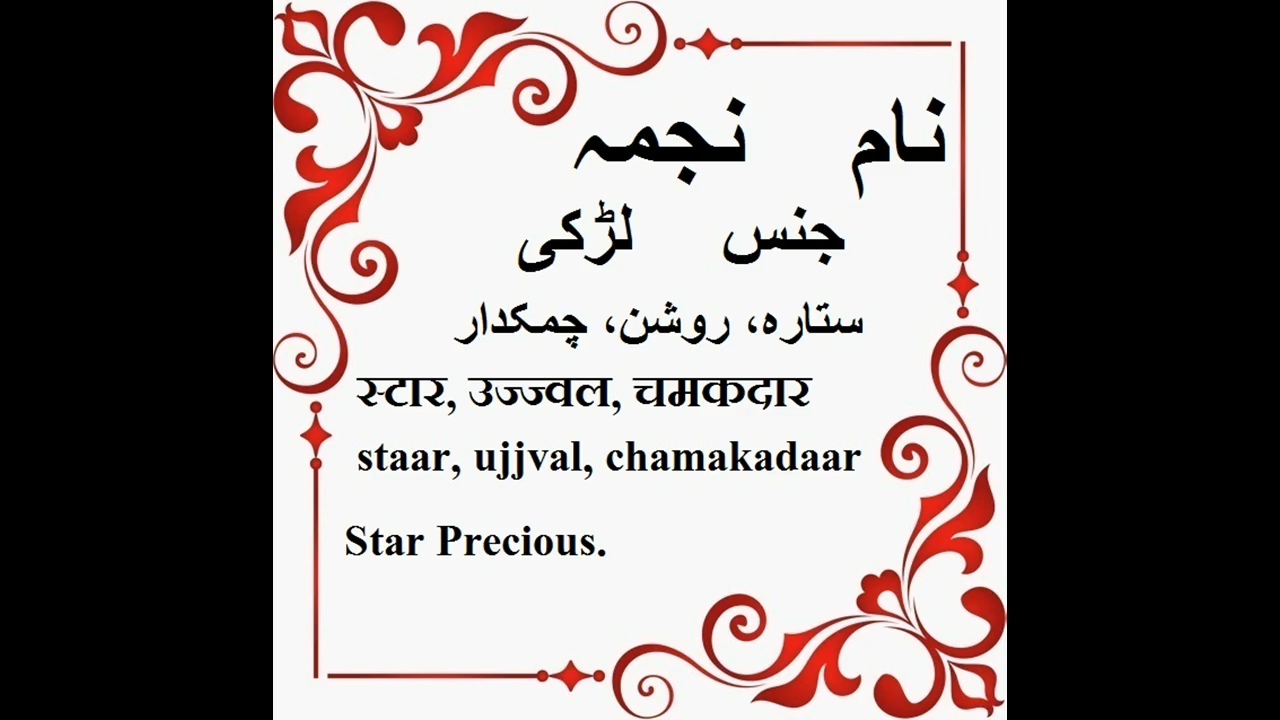 نام نجمہ
جنس لڑکی
ستارہ، روشن، چمکدار
स्टार, उज्ज्वल, चमकदार
staar, ujjval, chamakadaar
Star Precious.